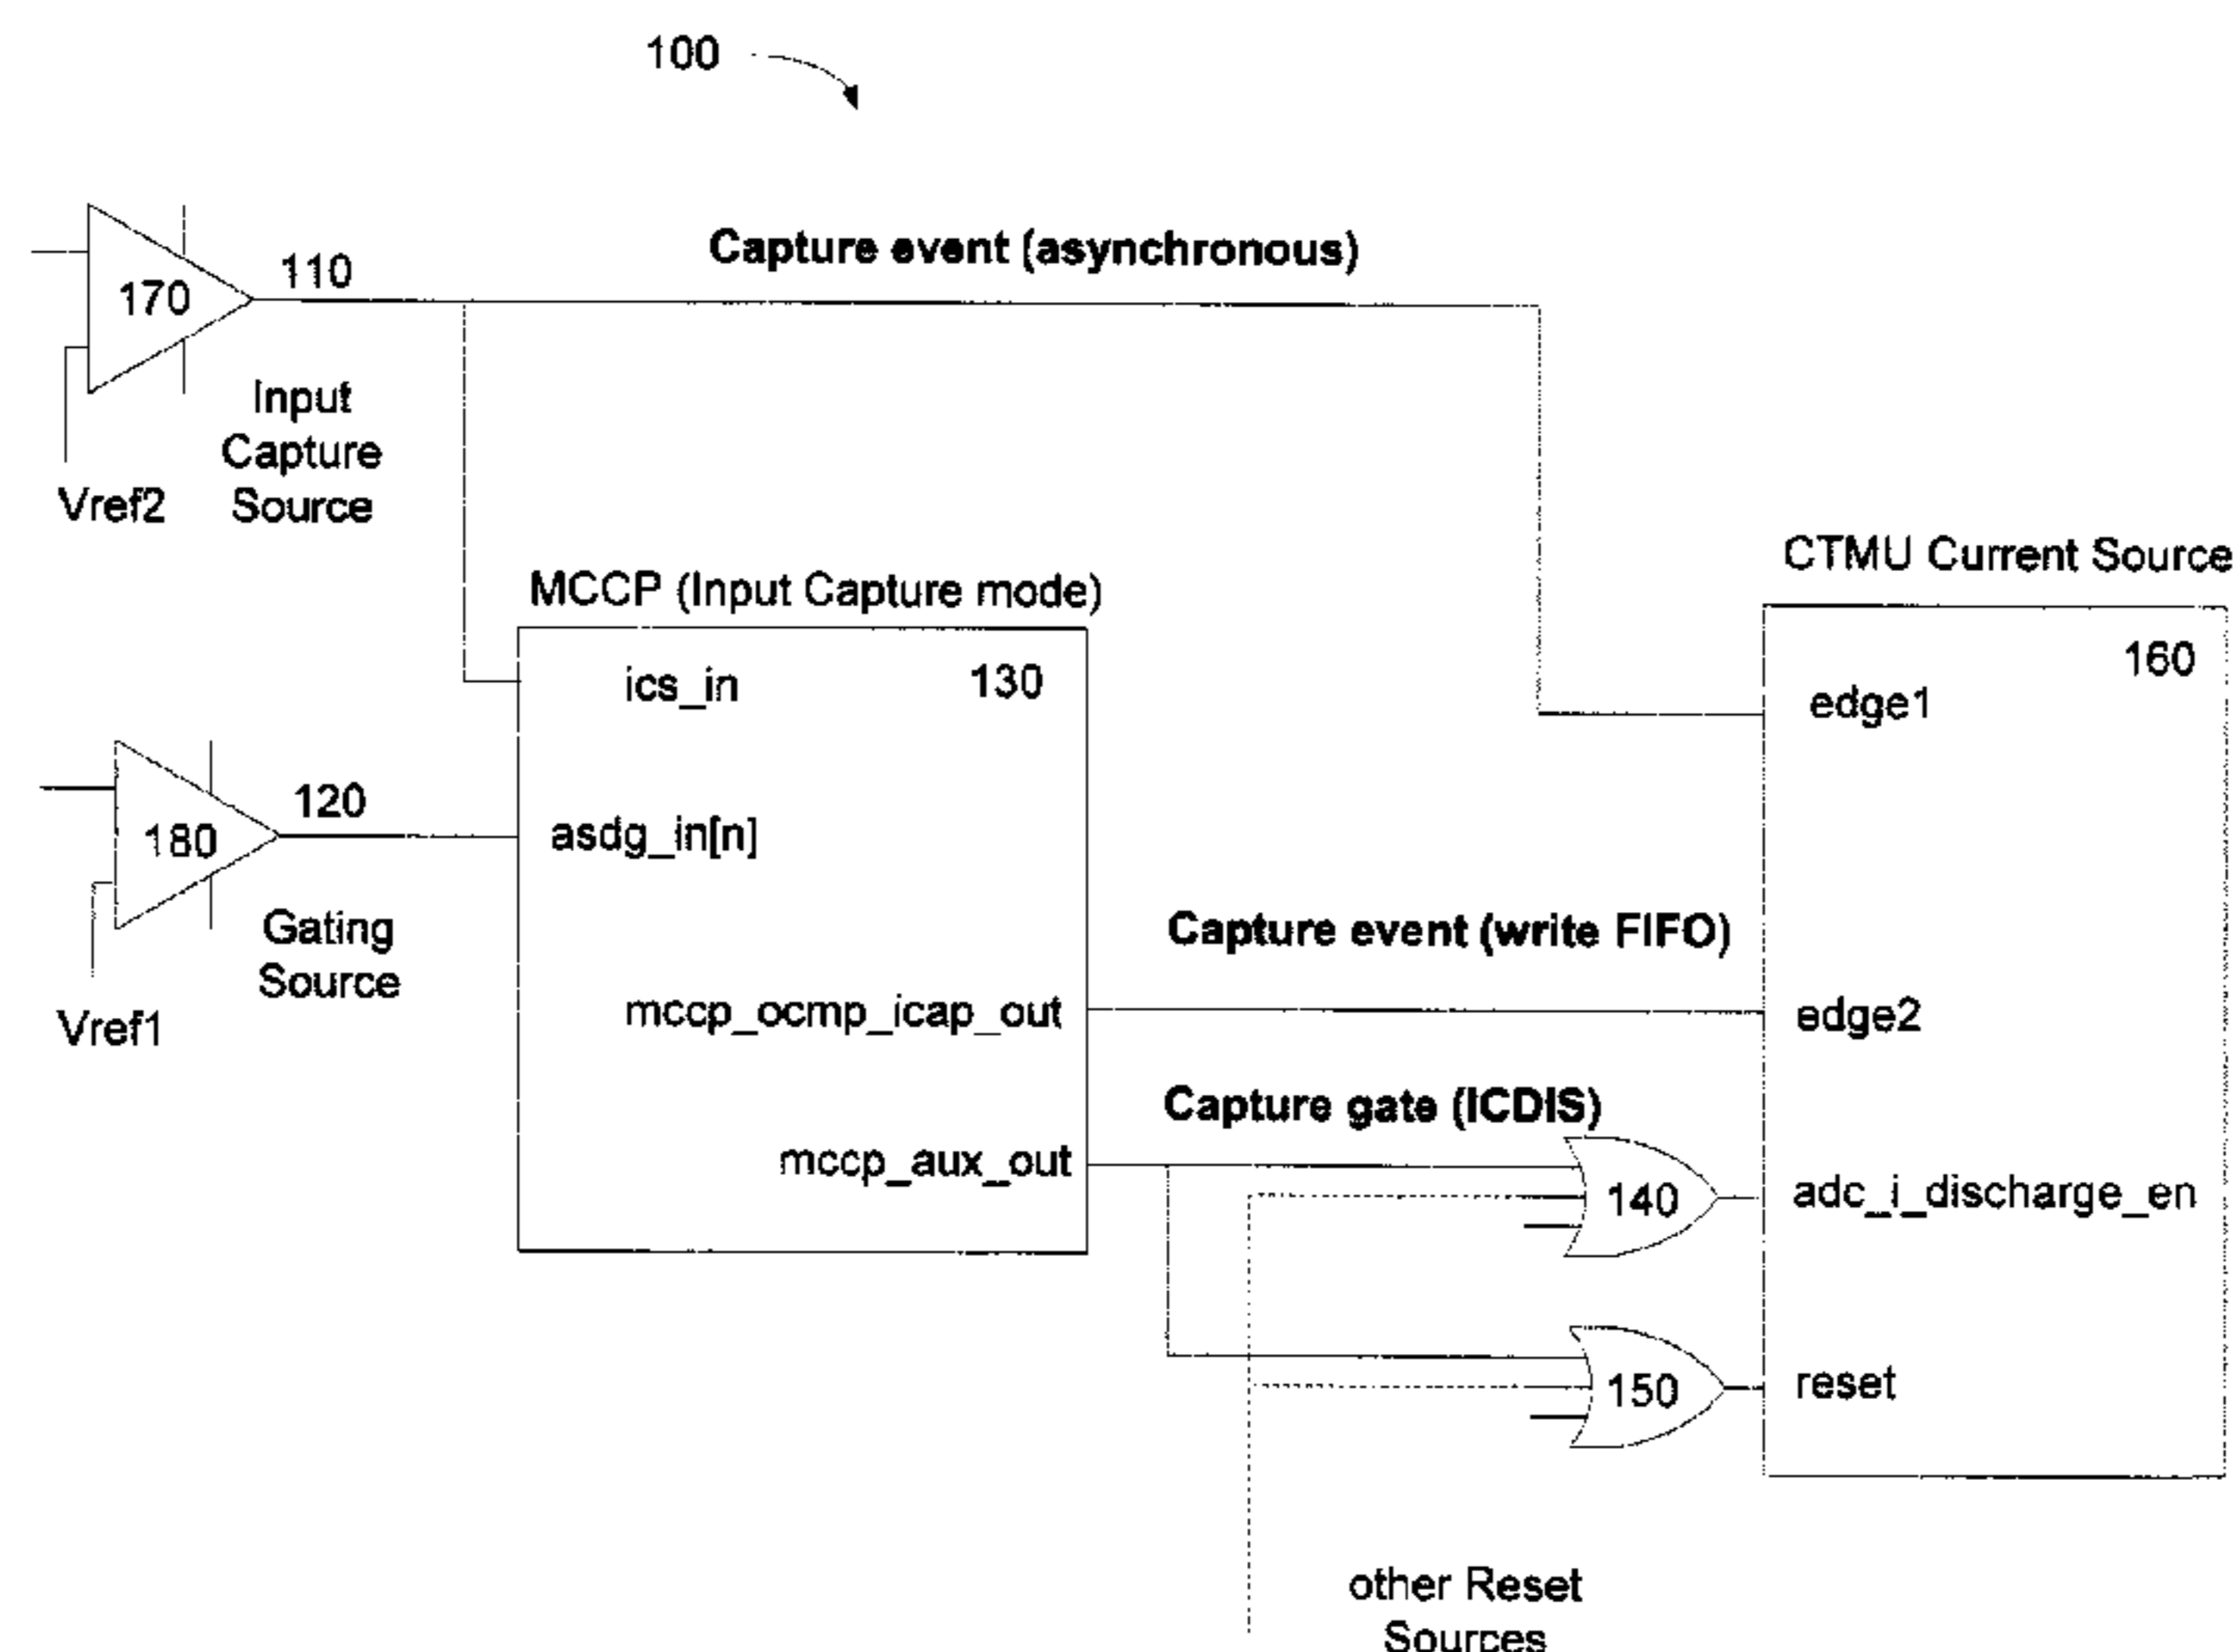 100
Capture event (asynchronous)
110
170
Input
Capture
Source
Vref2
CTMU Current Source
MCCP (Input Capture mode)
160
ics_in
130
edge1
120
180
asdg_in[n]
Gating
Source
Capture event (write FIFO)
Vref1
mccp_ocmp_icap_out
edge2
Capture gate (ICDIS)
mccp_aux_out
140
adc_i_discharge_en
150
reset
other Reset
Sources